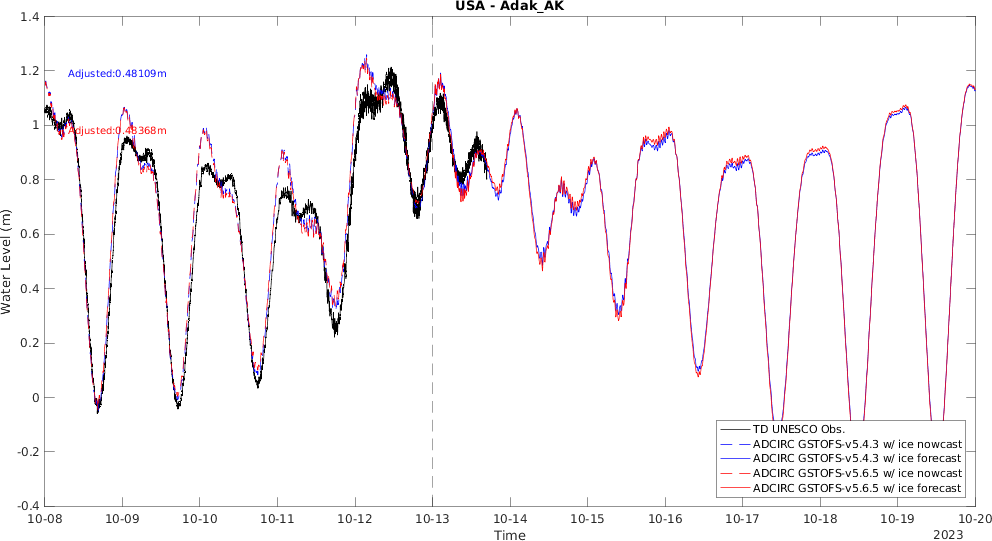 USA - Adak_AK
1.4
1.2
1
0.8
0.6
0.4
0.2
0
-0.2
-0.4
Water Level (m)
Adjusted:0.48109m
Adjusted:0.48368m
TD UNESCO Obs.
ADCIRC GSTOFS-v5.4.3 w/ ice nowcast
ADCIRC GSTOFS-v5.4.3 w/ ice forecast
ADCIRC GSTOFS-v5.6.5 w/ ice nowcast
ADCIRC GSTOFS-v5.6.5 w/ ice forecast
10-08 10-09 10-10 10-11 10-12 10-13 10-14 10-15 10-16 10-17 10-18 10-19 10-20
Time
2023